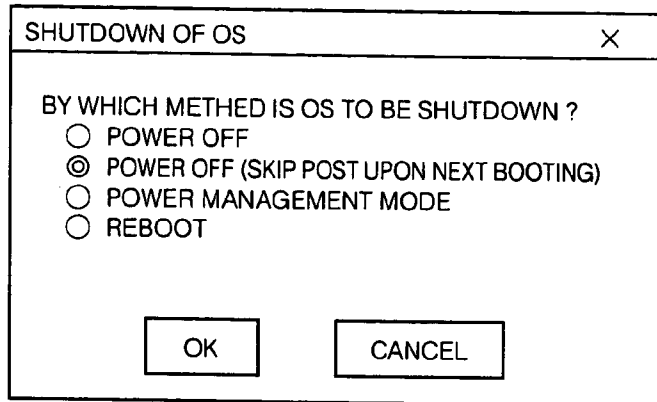 SHUTDOWN OF OS ×
BY WHICH METHED IS OS TO BE SHUTDOWN ?
POWER OFF
POWER OFF (SKIP POST UPON NEXT BOOTING)
POWER MANAGEMENT MODE
REBOOT
OK CANCEL